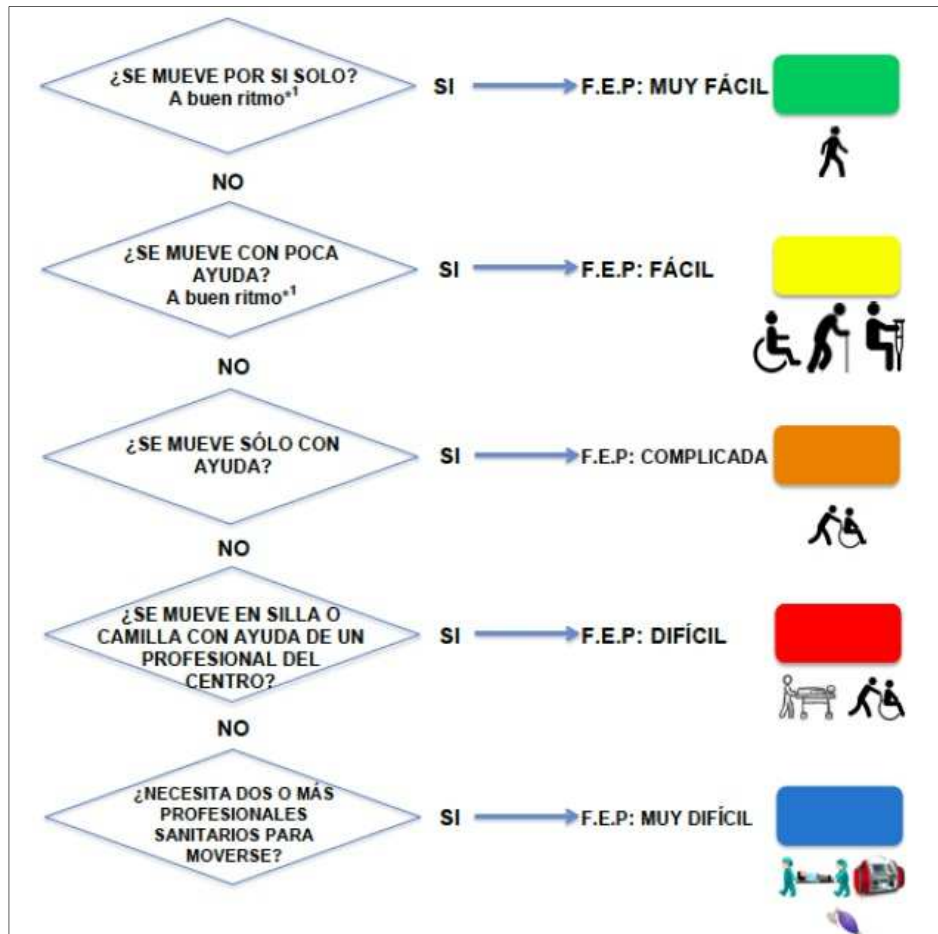 ¿SE MUEVE POR SI SOLO?
A buen ritmo*1
SI
F.E.P: MUY FÁCIL
NO
¿SE MUEVE CON POCA
AYUDA?
A buen ritmo*1
SI
F.E.P: FÁCIL
NO
¿SE MUEVE SÓLO CON
AYUDA?
SI
F.E.P: COMPLICADA
NO
¿SE MUEVE EN SILLA O
CAMILLA CON AYUDA DE UN
PROFESIONAL DEL
CENTRO?
SI
F.E.P: DIFÍCIL
NO
¿NECESITA DOS O MÁS
PROFESIONALES
SANITARIOS PARA
MOVERSE?
SI
F.E.P: MUY DIFÍCIL